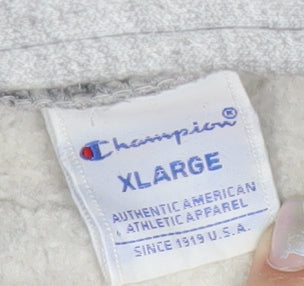 Champion®
XLARGE
AUTHENTIC AMERICAN
ATHLETIC APPAREL
SINCE 1919 U.S.A.